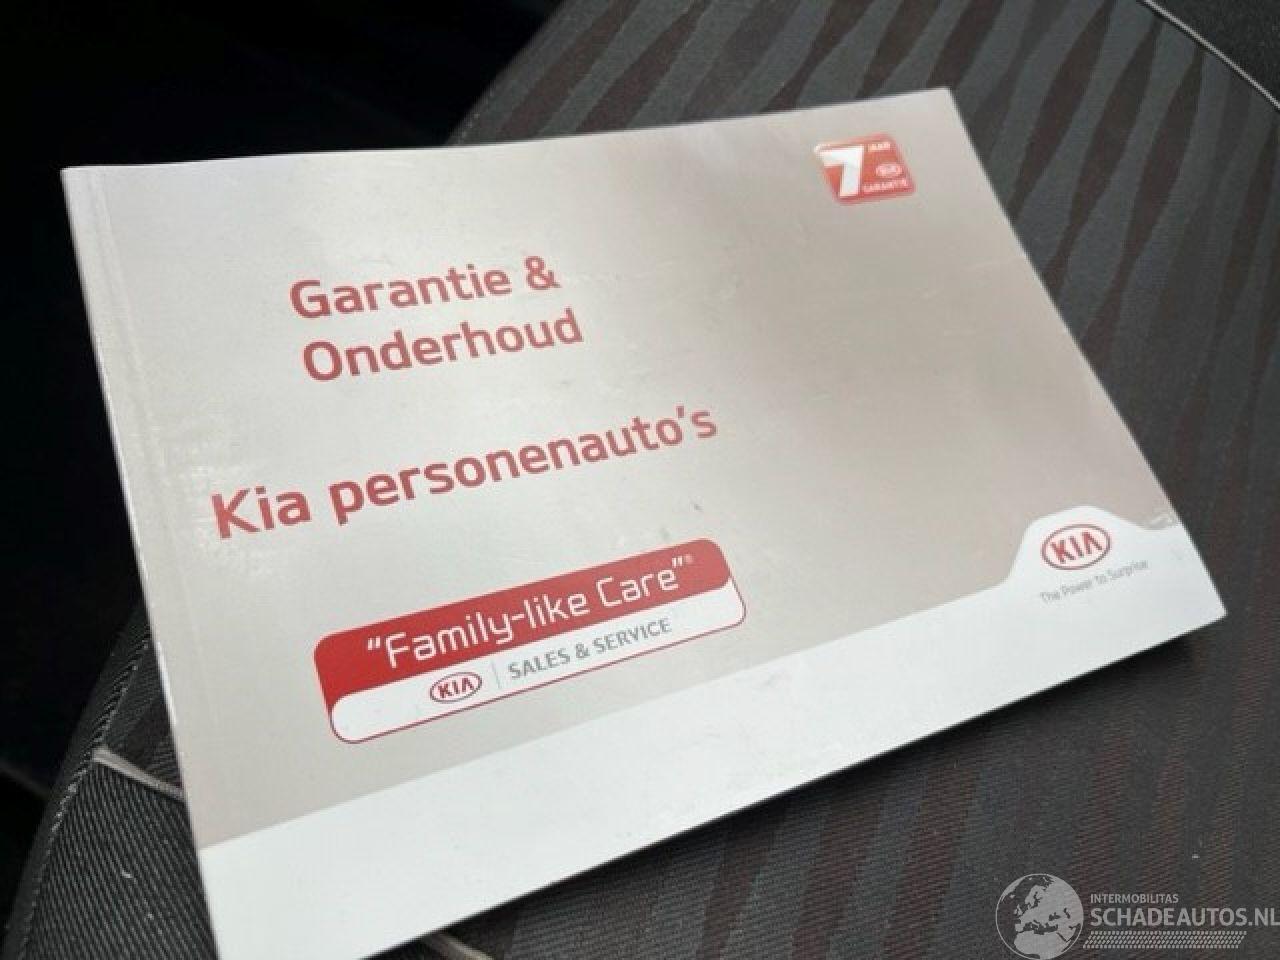 7 JAAR
KIA
GARANTIE
Garantie &
Onderhoud
Kia personenauto's
"Family-like Care"®
KIA | SALES & SERVICE
KIA
The Power to Surprise
INTERMOBILITAS
SCHADEAUTOS.NL